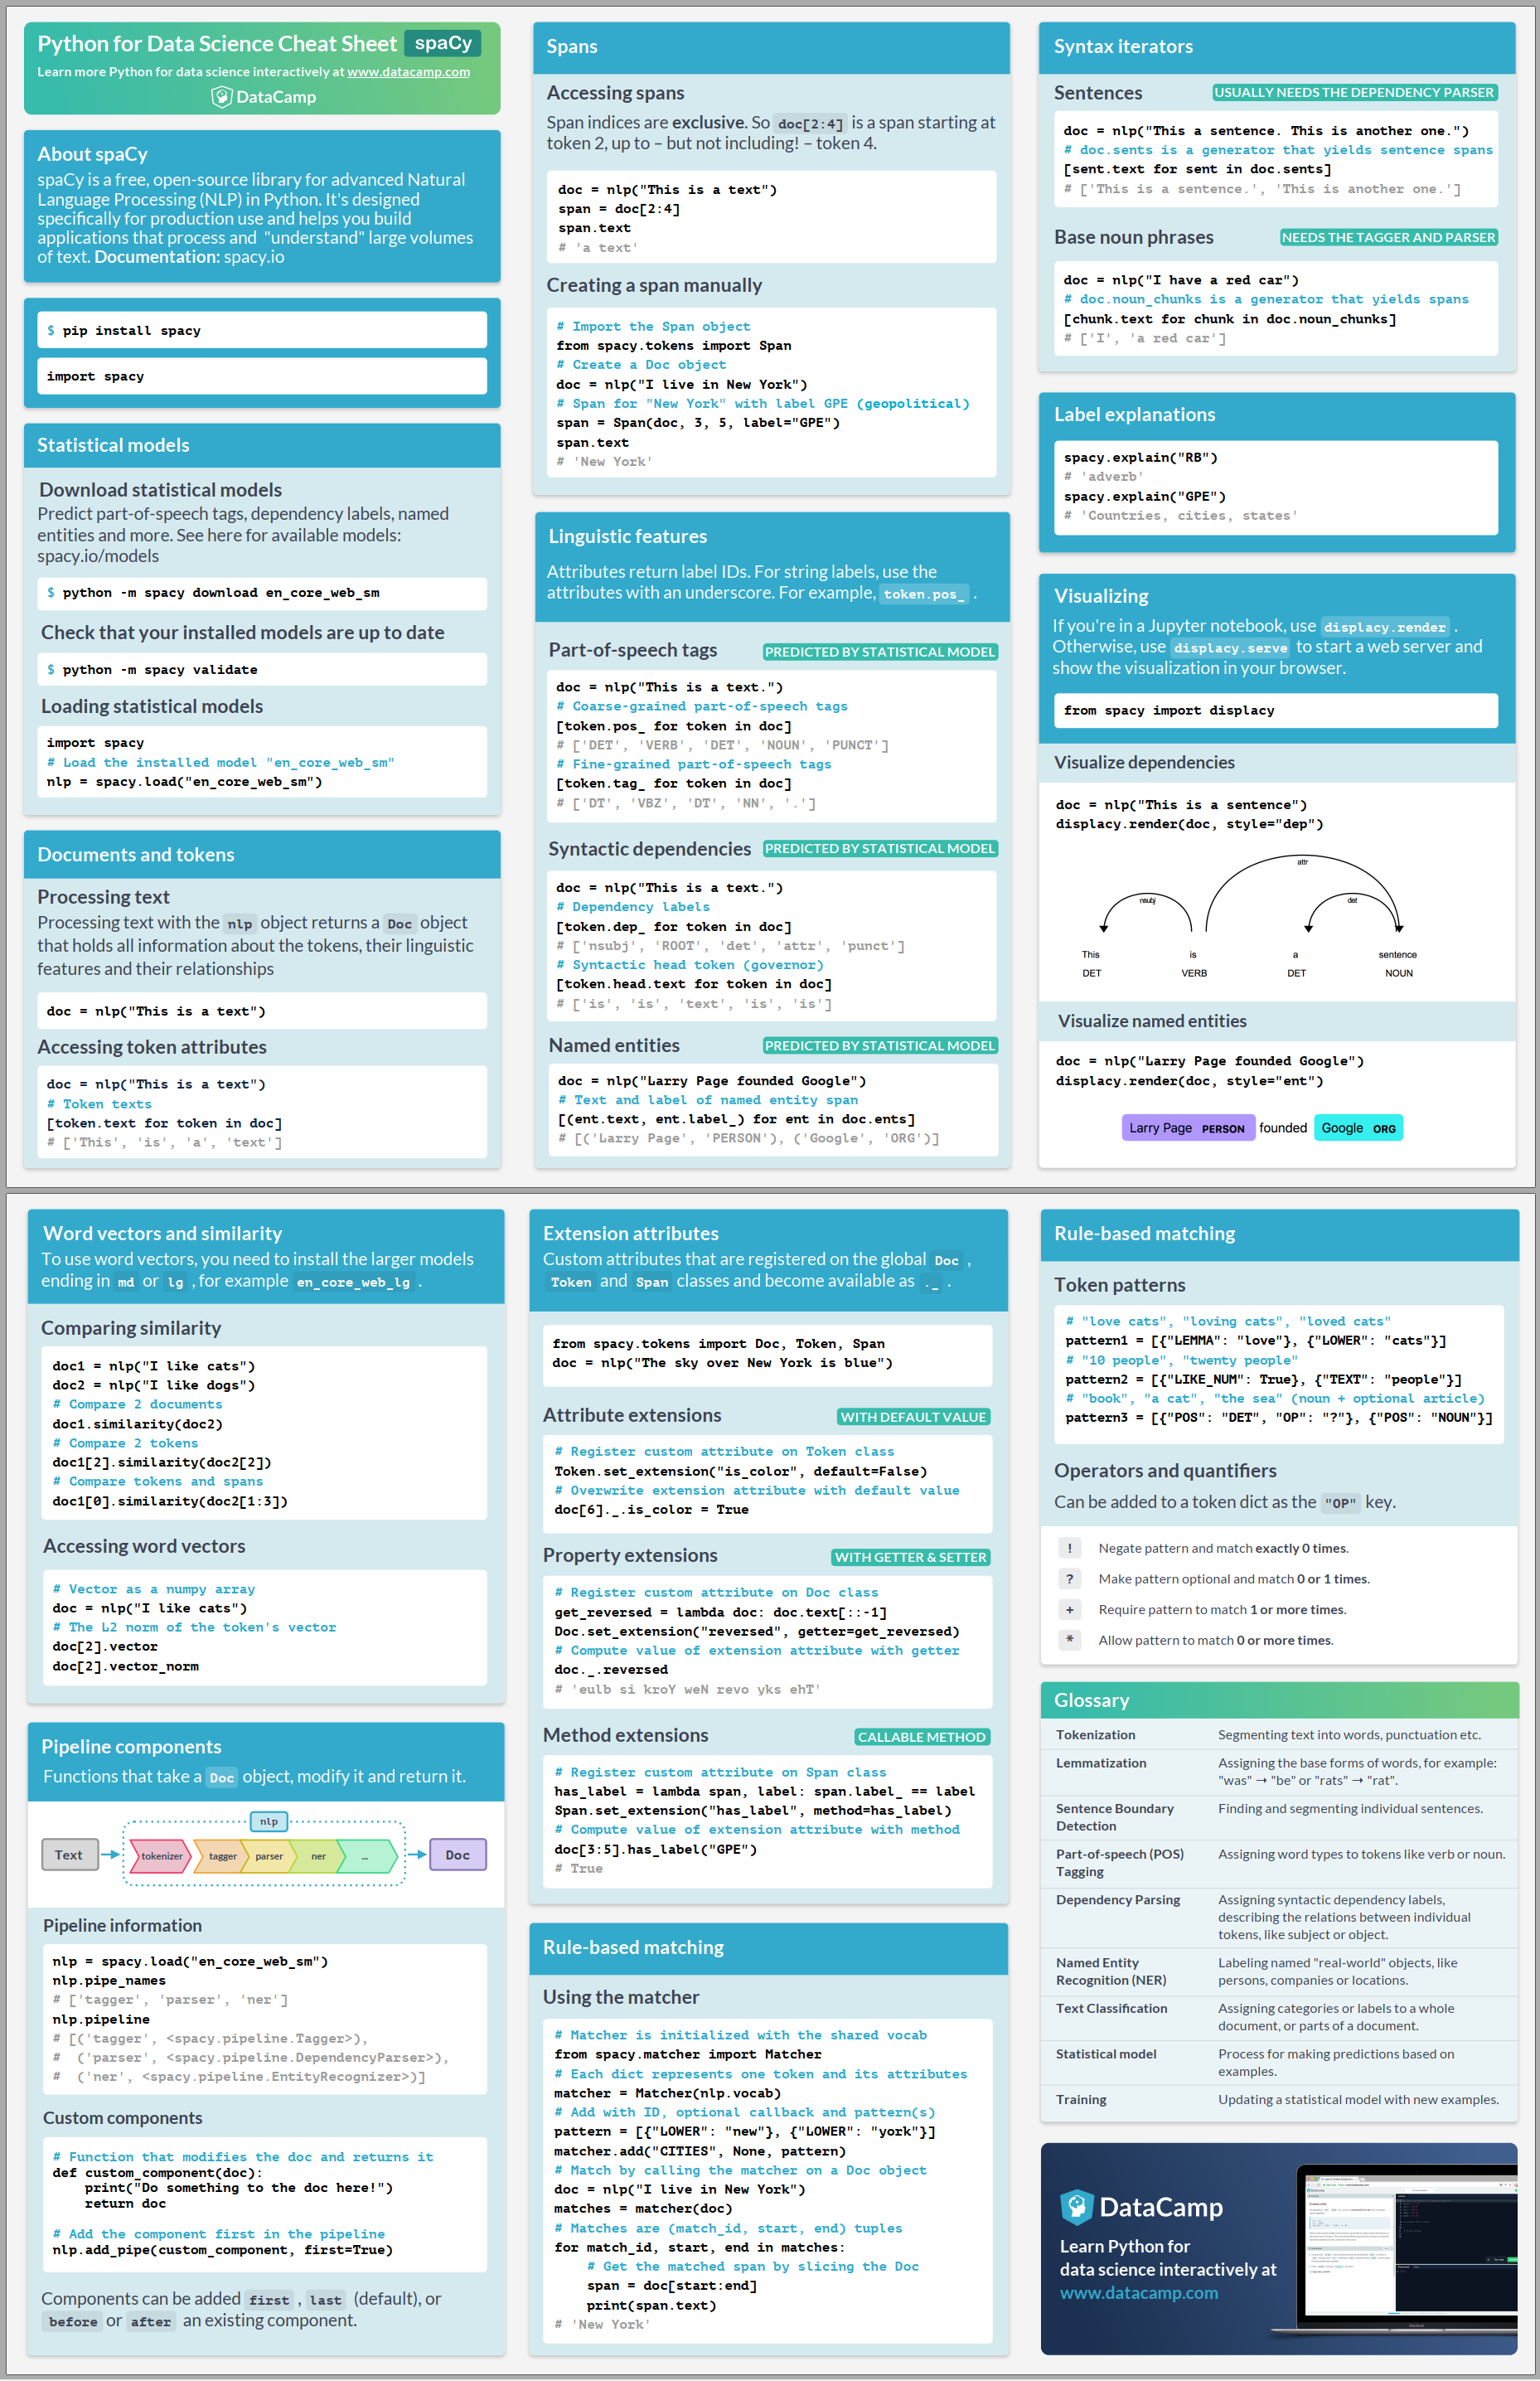 Python for Data Science Cheat Sheet spaCy
Learn more Python for data science interactively at www.datacamp.com
DataCamp
About spaCy
spaCy is a free, open-source library for advanced Natural
Language Processing (NLP) in Python. It's designed
specifically for production use and helps you build
applications that process and "understand" large volumes
of text. Documentation: spacy.io
$ pip install spacy
import spacy
Statistical models
Download statistical models
Predict part-of-speech tags, dependency labels, named
entities and more. See here for available models:
spacy.io/models
$ python -m spacy download en_core_web_sm
Check that your installed models are up to date
$ python -m spacy validate
Loading statistical models
import spacy
# Load the installed model "en_core_web_sm"
nlp = spacy.load("en_core_web_sm")
Documents and tokens
Processing text
Processing text with the nlp object returns a Doc object
that holds all information about the tokens, their linguistic
features and their relationships
doc = nlp("This is a text")
Accessing token attributes
doc = nlp("This is a text")
# Token texts
[token.text for token in doc]
# ['This', 'is', 'a', 'text']
Spans
Accessing spans
Span indices are exclusive. So doc[2:4] is a span starting at
token 2, up to – but not including! – token 4.
doc = nlp("This is a text")
span = doc[2:4]
span.text
# 'a text'
Creating a span manually
# Import the Span object
from spacy.tokens import Span
# Create a Doc object
doc = nlp("I live in New York")
# Span for "New York" with label GPE (geopolitical)
span = Span(doc, 3, 5, label="GPE")
span.text
# 'New York'
Linguistic features
Attributes return label IDs. For string labels, use the
attributes with an underscore. For example, token.pos_ .
Part-of-speech tags PREDICTED BY STATISTICAL MODEL
doc = nlp("This is a text.")
# Coarse-grained part-of-speech tags
[token.pos_ for token in doc]
# ['DET', 'VERB', 'DET', 'NOUN', 'PUNCT']
# Fine-grained part-of-speech tags
[token.tag_ for token in doc]
# ['DT', 'VBZ', 'DT', 'NN', '.']
Syntactic dependencies PREDICTED BY STATISTICAL MODEL
doc = nlp("This is a text.")
# Dependency labels
[token.dep_ for token in doc]
# ['nsubj', 'ROOT', 'det', 'attr', 'punct']
# Syntactic head token (governor)
[token.head.text for token in doc]
# ['is', 'is', 'text', 'is', 'is']
Named entities PREDICTED BY STATISTICAL MODEL
doc = nlp("Larry Page founded Google")
# Text and label of named entity span
[(ent.text, ent.label_) for ent in doc.ents]
# [('Larry Page', 'PERSON'), ('Google', 'ORG')]
Syntax iterators
Sentences USUALLY NEEDS THE DEPENDENCY PARSER
doc = nlp("This a sentence. This is another one.")
# doc.sents is a generator that yields sentence spans
[sent.text for sent in doc.sents]
# ['This is a sentence.', 'This is another one.']
Base noun phrases NEEDS THE TAGGER AND PARSER
doc = nlp("I have a red car")
# doc.noun_chunks is a generator that yields spans
[chunk.text for chunk in doc.noun_chunks]
# ['I', 'a red car']
Label explanations
spacy.explain("RB")
# 'adverb'
spacy.explain("GPE")
# 'Countries, cities, states'
Visualizing
If you're in a Jupyter notebook, use displacy.render .
Otherwise, use displacy.serve to start a web server and
show the visualization in your browser.
from spacy import displacy
Visualize dependencies
doc = nlp("This is a sentence")
displacy.render(doc, style="dep")
attr
nsubj det
This is a sentence
DET VERB DET NOUN
Visualize named entities
doc = nlp("Larry Page founded Google")
displacy.render(doc, style="ent")
Larry Page PERSON founded Google ORG
Word vectors and similarity
To use word vectors, you need to install the larger models
ending in md or lg , for example en_core_web_lg .
Comparing similarity
doc1 = nlp("I like cats")
doc2 = nlp("I like dogs")
# Compare 2 documents
doc1.similarity(doc2)
# Compare 2 tokens
doc1[2].similarity(doc2[2])
# Compare tokens and spans
doc1[0].similarity(doc2[1:3])
Accessing word vectors
# Vector as a numpy array
doc = nlp("I like cats")
# The L2 norm of the token's vector
doc[2].vector
doc[2].vector_norm
Pipeline components
Functions that take a Doc object, modify it and return it.
nlp
Text tokenizer tagger parser ner ... Doc
Pipeline information
nlp = spacy.load("en_core_web_sm")
nlp.pipe_names
# ['tagger', 'parser', 'ner']
nlp.pipeline
# [('tagger', <spacy.pipeline.Tagger>),
# ('parser', <spacy.pipeline.DependencyParser>),
# ('ner', <spacy.pipeline.EntityRecognizer>)]
Custom components
# Function that modifies the doc and returns it
def custom_component(doc):
print("Do something to the doc here!")
return doc
# Add the component first in the pipeline
nlp.add_pipe(custom_component, first=True)
Components can be added first , last (default), or
before or after an existing component.
Extension attributes
Custom attributes that are registered on the global Doc ,
Token and Span classes and become available as ._ .
from spacy.tokens import Doc, Token, Span
doc = nlp("The sky over New York is blue")
Attribute extensions WITH DEFAULT VALUE
# Register custom attribute on Token class
Token.set_extension("is_color", default=False)
# Overwrite extension attribute with default value
doc[6]._.is_color = True
Property extensions WITH GETTER & SETTER
# Register custom attribute on Doc class
get_reversed = lambda doc: doc.text[::-1]
Doc.set_extension("reversed", getter=get_reversed)
# Compute value of extension attribute with getter
doc._.reversed
# 'eulb si kroY weN revo yks ehT'
Method extensions CALLABLE METHOD
# Register custom attribute on Span class
has_label = lambda span, label: span.label_ == label
Span.set_extension("has_label", method=has_label)
# Compute value of extension attribute with method
doc[3:5].has_label("GPE")
# True
Rule-based matching
Using the matcher
# Matcher is initialized with the shared vocab
from spacy.matcher import Matcher
# Each dict represents one token and its attributes
matcher = Matcher(nlp.vocab)
# Add with ID, optional callback and pattern(s)
pattern = [{"LOWER": "new"}, {"LOWER": "york"}]
matcher.add("CITIES", None, pattern)
# Match by calling the matcher on a Doc object
doc = nlp("I live in New York")
matches = matcher(doc)
# Matches are (match_id, start, end) tuples
for match_id, start, end in matches:
# Get the matched span by slicing the Doc
span = doc[start:end]
print(span.text)
# 'New York'
Rule-based matching
Token patterns
# "love cats", "loving cats", "loved cats"
pattern1 = [{"LEMMA": "love"}, {"LOWER": "cats"}]
# "10 people", "twenty people"
pattern2 = [{"LIKE_NUM": True}, {"TEXT": "people"}]
# "book", "a cat", "the sea" (noun + optional article)
pattern3 = [{"POS": "DET", "OP": "?"}, {"POS": "NOUN"}]
Operators and quantifiers
Can be added to a token dict as the "OP" key.
! Negate pattern and match exactly 0 times.
? Make pattern optional and match 0 or 1 times.
+ Require pattern to match 1 or more times.
* Allow pattern to match 0 or more times.
Glossary
Tokenization Segmenting text into words, punctuation etc.
Lemmatization Assigning the base forms of words, for example:
"was" → "be" or "rats" → "rat".
Sentence Boundary Finding and segmenting individual sentences.
Detection
Part-of-speech (POS) Assigning word types to tokens like verb or noun.
Tagging
Dependency Parsing Assigning syntactic dependency labels,
describing the relations between individual
tokens, like subject or object.
Named Entity Labeling named "real-world" objects, like
Recognition (NER) persons, companies or locations.
Text Classification Assigning categories or labels to a whole
document, or parts of a document.
Statistical model Process for making predictions based on
examples.
Training Updating a statistical model with new examples.
DataCamp
Learn Python for
data science interactively at
www.datacamp.com